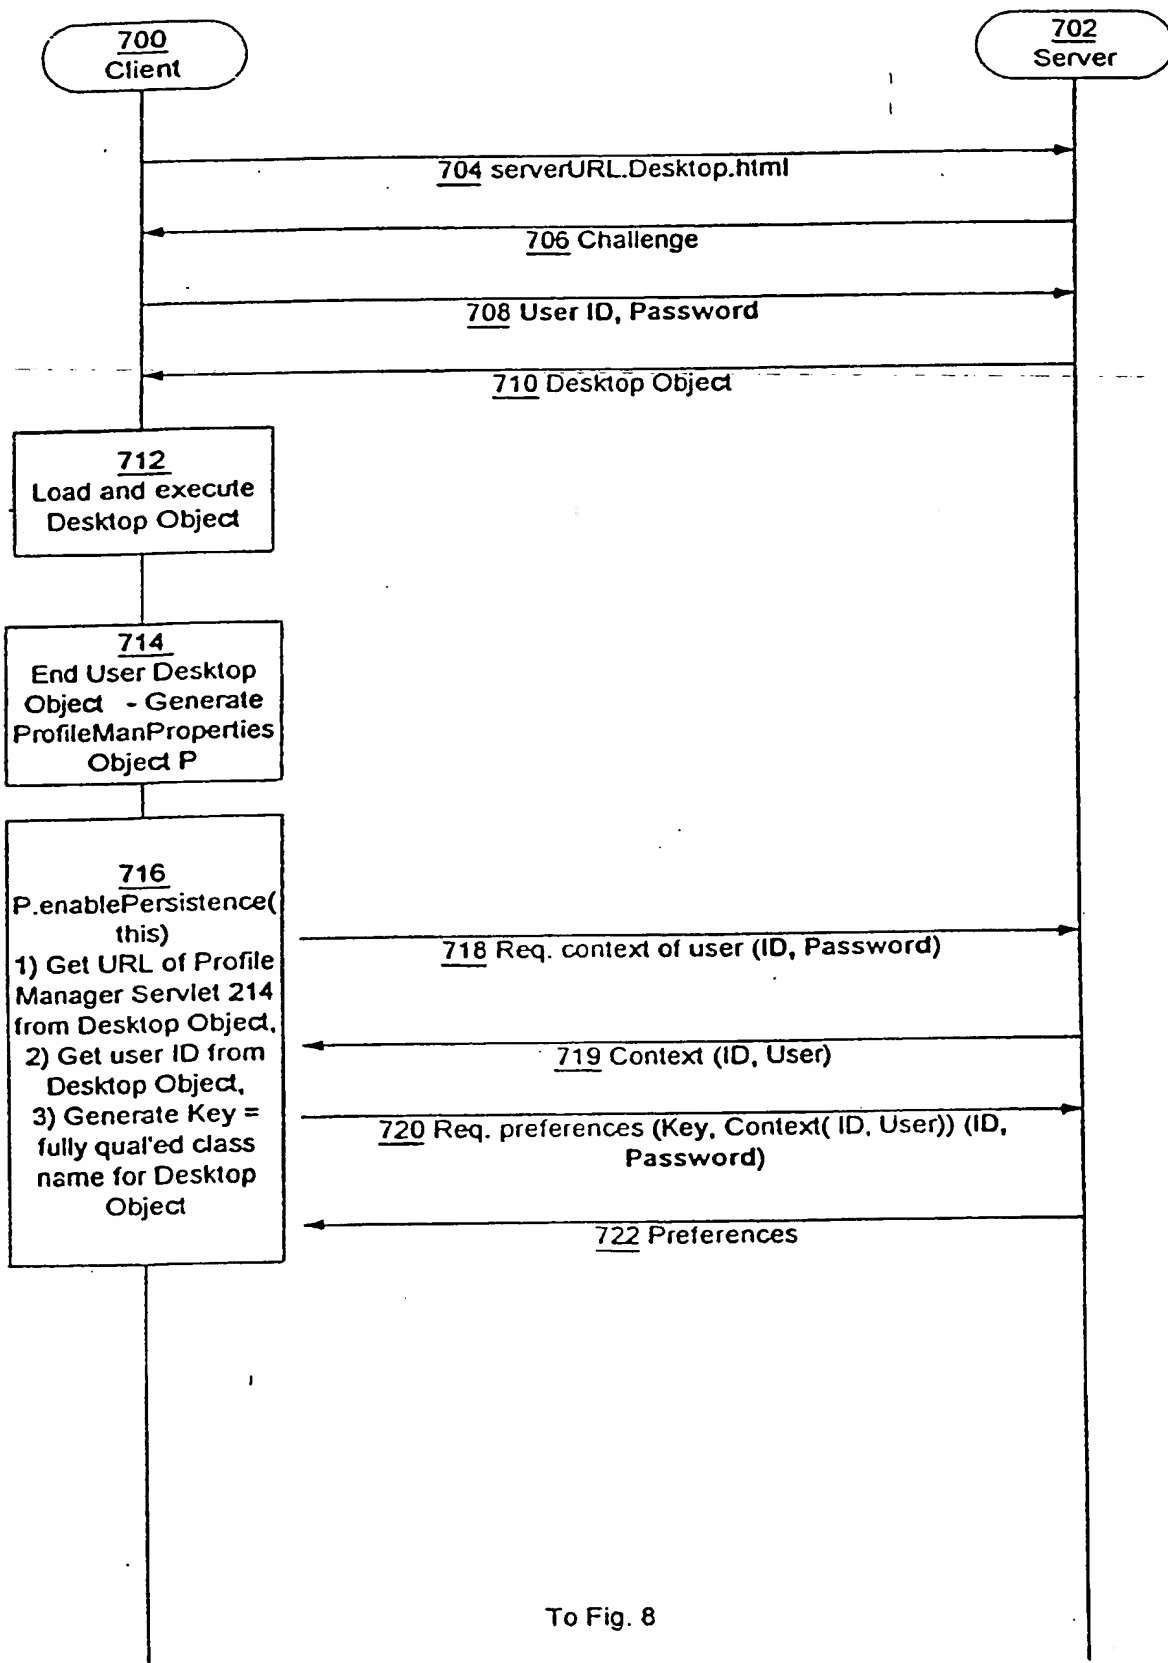 700
Client
702
Server
704 serverURL.Desktop.html
706 Challenge
708 User ID, Password
710 Desktop Object
712
Load and execute
Desktop Object
714
End User Desktop
Object - Generate
ProfileManProperties
Object P
716
P.enablePersistence(
this)
1) Get URL of Profile
Manager Servlet 214
from Desktop Object,
2) Get user ID from
Desktop Object,
3) Generate Key =
fully qual'ed class
name for Desktop
Object
718 Req. context of user (ID, Password)
719 Context (ID, User)
720 Req. preferences (Key, Context( ID, User)) (ID,
Password)
722 Preferences
To Fig. 8